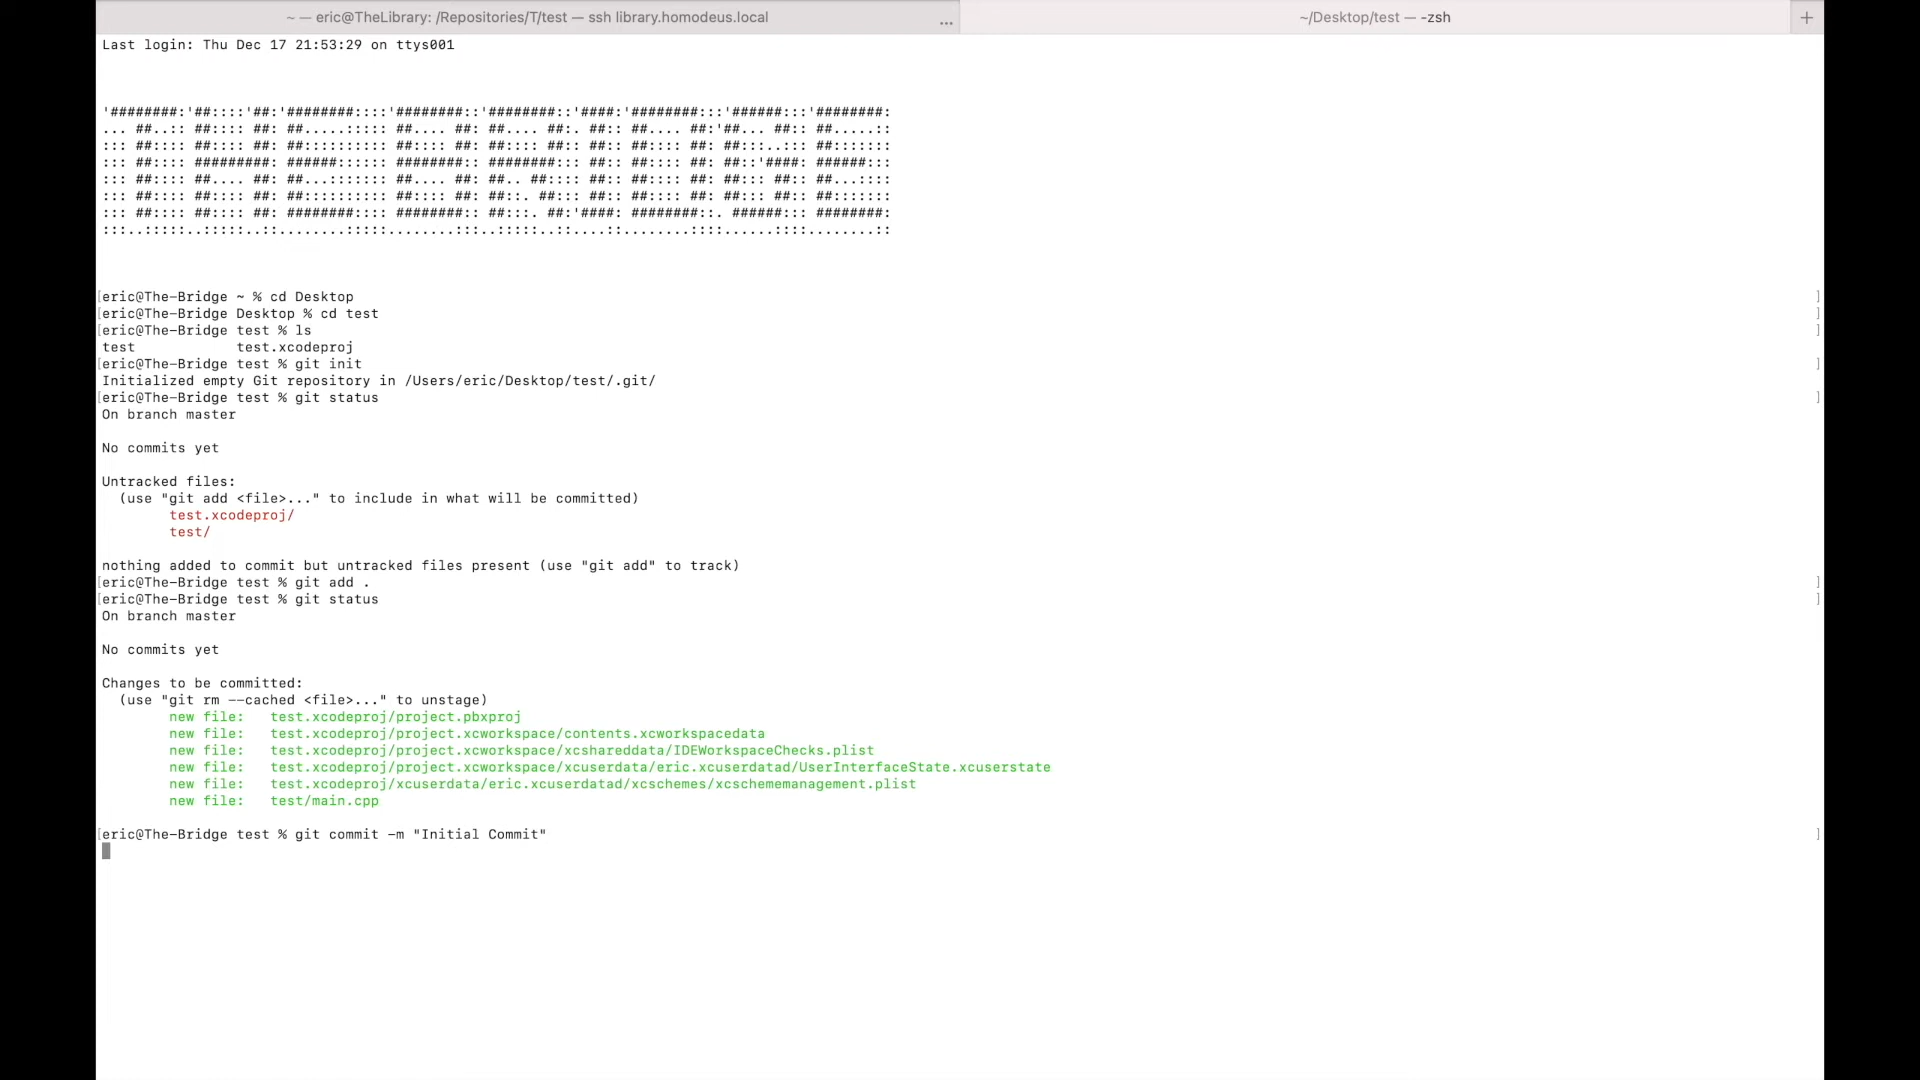 ~ — eric@TheLibrary: /Repositories/T/test — ssh library.homodeus.local ... ~/Desktop/test — -zsh +
Last login: Thu Dec 17 21:53:29 on ttys001
'########:'##::::'##:'########::::'########::'########::'####:'########:::'######:::'########:
... ##..:: ##:::: ##: ##.....::::: ##.... ##: ##.... ##:. ##:: ##.... ##:'##... ##:: ##.....::
::: ##:::: ##:::: ##: ##:::::::::: ##:::: ##: ##:::: ##:: ##:: ##:::: ##: ##:::..::: ##:::::::
::: ##:::: #########: ######:::::: ########:: ########::: ##:: ##:::: ##: ##::'####: ######:::
::: ##:::: ##.... ##: ##...::::::: ##.... ##: ##.. ##:::: ##:: ##:::: ##: ##::: ##:: ##...::::
::: ##:::: ##:::: ##: ##:::::::::: ##:::: ##: ##::. ##::: ##:: ##:::: ##: ##::: ##:: ##:::::::
::: ##:::: ##:::: ##: ########:::: ########:: ##:::. ##:'####: ########::. ######::: ########:
:::..:::::..:::::..::........:::::........:::..:::::..::....::........::::......::::........::
[eric@The-Bridge ~ % cd Desktop ]
[eric@The-Bridge Desktop % cd test ]
[eric@The-Bridge test % ls ]
test test.xcodeproj
[eric@The-Bridge test % git init ]
Initialized empty Git repository in /Users/eric/Desktop/test/.git/
[eric@The-Bridge test % git status ]
On branch master
No commits yet
Untracked files:
(use "git add <file>..." to include in what will be committed)
test.xcodeproj/
test/
nothing added to commit but untracked files present (use "git add" to track)
[eric@The-Bridge test % git add . ]
[eric@The-Bridge test % git status ]
On branch master
No commits yet
Changes to be committed:
(use "git rm --cached <file>..." to unstage)
new file: test.xcodeproj/project.pbxproj
new file: test.xcodeproj/project.xcworkspace/contents.xcworkspacedata
new file: test.xcodeproj/project.xcworkspace/xcshareddata/IDEWorkspaceChecks.plist
new file: test.xcodeproj/project.xcworkspace/xcuserdata/eric.xcuserdatad/UserInterfaceState.xcuserstate
new file: test.xcodeproj/xcuserdata/eric.xcuserdatad/xcschemes/xcschememanagement.plist
new file: test/main.cpp
[eric@The-Bridge test % git commit -m "Initial Commit" ]